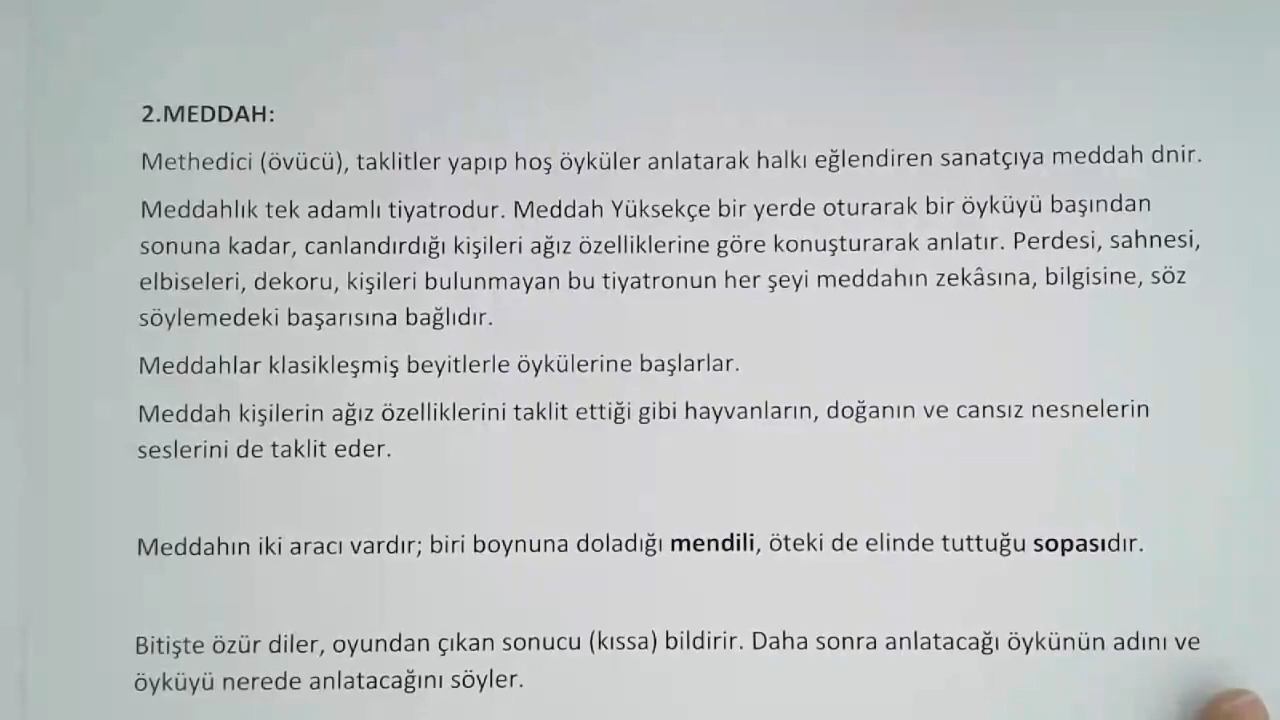 2.MEDDAH:
Methedici (övücü), taklitler yapıp hoş öyküler anlatarak halkı eğlendiren sanatçıya meddah dnir.
Meddahlık tek adamlı tiyatrodur. Meddah Yüksekçe bir yerde oturarak bir öyküyü başından
sonuna kadar, canlandırdığı kişileri ağız özelliklerine göre konuşturarak anlatır. Perdesi, sahnesi,
elbiseleri, dekoru, kişileri bulunmayan bu tiyatronun her şeyi meddahın zekâsına, bilgisine, söz
söylemedeki başarısına bağlıdır.
Meddahlar klasikleşmiş beyitlerle öykülerine başlarlar.
Meddah kişilerin ağız özelliklerini taklit ettiği gibi hayvanların, doğanın ve cansız nesnelerin
seslerini de taklit eder.
Meddahın iki aracı vardır; biri boynuna doladığı mendili, öteki de elinde tuttuğu sopasıdır.
Bitişte özür diler, oyundan çıkan sonucu (kıssa) bildirir. Daha sonra anlatacağı öykünün adını ve
öyküyü nerede anlatacağını söyler.